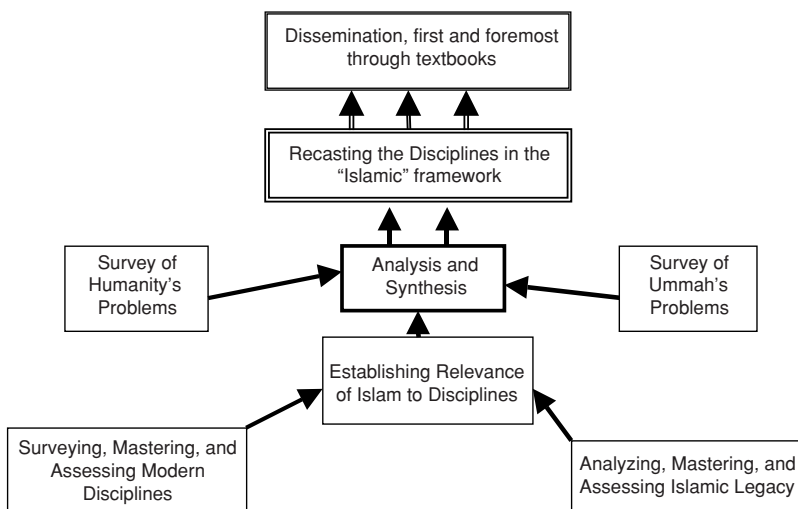 Dissemination, first and foremost
through textbooks
Recasting the Disciplines in the
“Islamic” framework
Survey of
Humanity’s
Problems
Analysis and
Synthesis
Survey of
Ummah’s
Problems
Establishing Relevance
of Islam to Disciplines
Surveying, Mastering, and
Assessing Modern
Disciplines
Analyzing, Mastering, and
Assessing Islamic Legacy